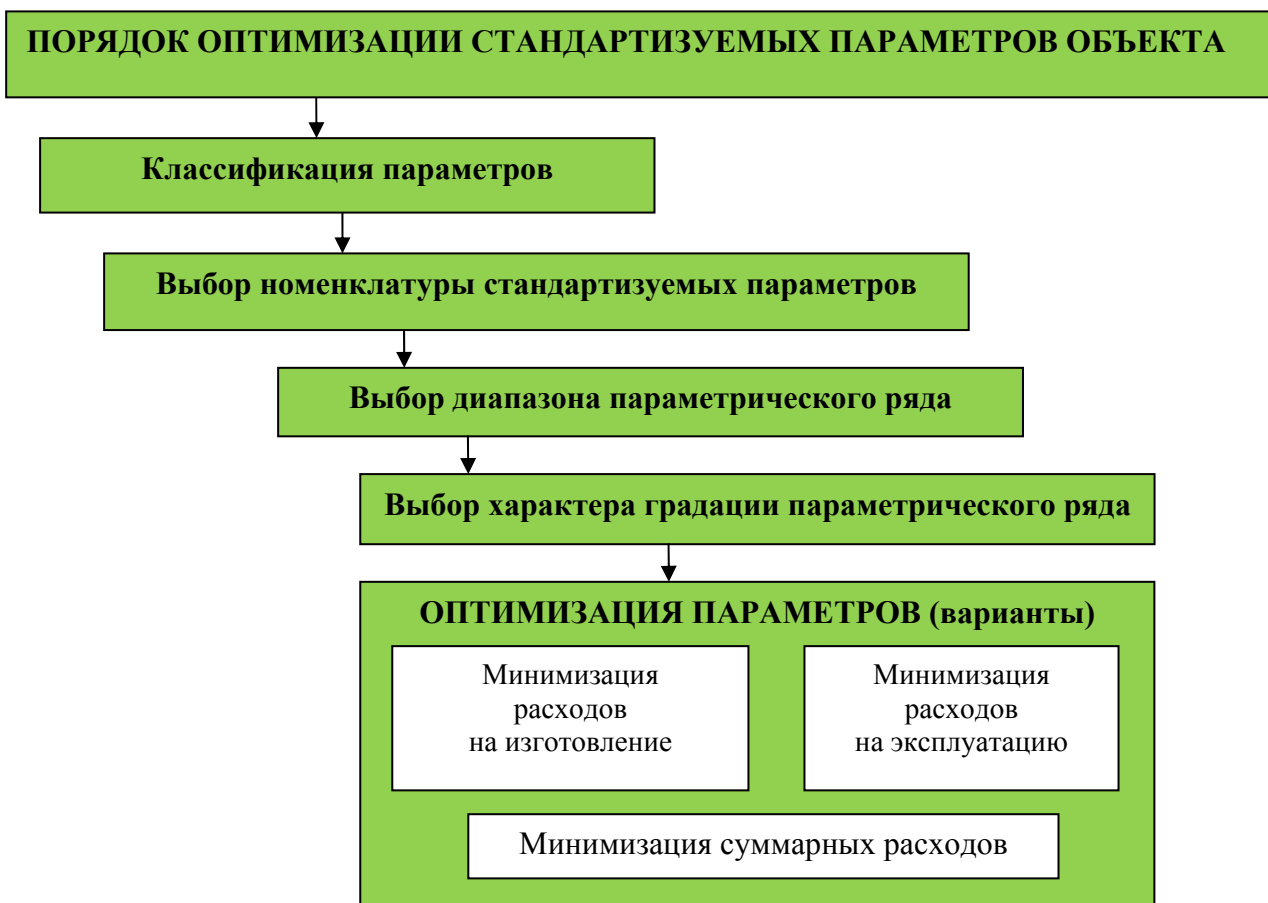 ПОРЯДОК ОПТИМИЗАЦИИ СТАНДАРТИЗУЕМЫХ ПАРАМЕТРОВ ОБЪЕКТА
Классификация параметров
Выбор номенклатуры стандартизуемых параметров
Выбор диапазона параметрического ряда
Выбор характера градации параметрического ряда
ОПТИМИЗАЦИЯ ПАРАМЕТРОВ (варианты)
Минимизация
расходов
на изготовление
Минимизация
расходов
на эксплуатацию
Минимизация суммарных расходов